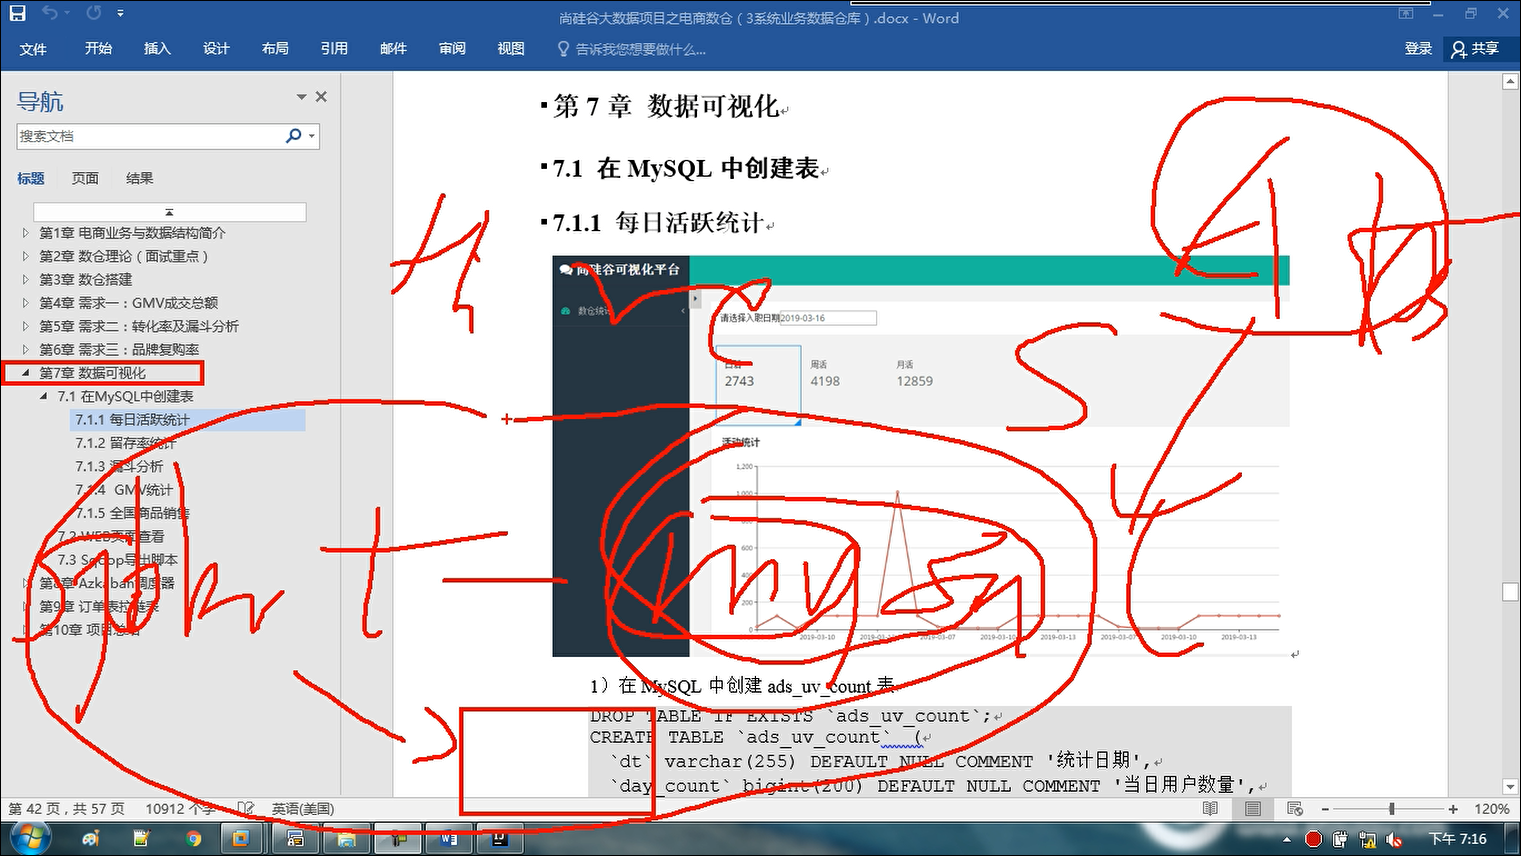 尚硅谷大数据项目之电商数仓（3系统业务数据仓库）.docx - Word
文件 开始 插入 设计 布局 引用 邮件 审阅 视图 告诉我您想要做什么... 登录 共享
导航
搜索文档
标题 页面 结果
第1章 电商业务与数据结构简介
第2章 数仓理论（面试重点）
第3章 数仓搭建
第4章 需求一：GMV成交总额
第5章 需求二：转化率及漏斗分析
第6章 需求三：品牌复购率
第7章 数据可视化
7.1 在MySQL中创建表
7.1.1 每日活跃统计
7.1.2 留存率统计
7.1.3 漏斗分析
7.1.4 GMV统计
7.1.5 全国商品销售
7.2 WEB页面查看
7.3 Sqoop导出脚本
第8章 Azkaban调度器
第9章 订单表拉链表
第10章 项目总结
第 7 章 数据可视化
7.1 在 MySQL 中创建表
7.1.1 每日活跃统计
尚硅谷可视化平台
数仓统计
请选择入职日期 2019-03-16
日活 周活 月活
2743 4198 12859
活动统计
1,200
1,000
800
600
400
200
0
2019-03-10 2019-03-07 2019-03-10 2019-03-13 2019-03-07 2019-03-10 2019-03-13
1）在 MySQL 中创建 ads_uv_count 表
DROP TABLE IF EXISTS `ads_uv_count`;
CREATE TABLE `ads_uv_count` (
`dt` varchar(255) DEFAULT NULL COMMENT '统计日期',
`day_count` bigint(200) DEFAULT NULL COMMENT '当日用户数量',
第 42 页，共 57 页 10912 个字 英语(美国) 120%
下午 7:16